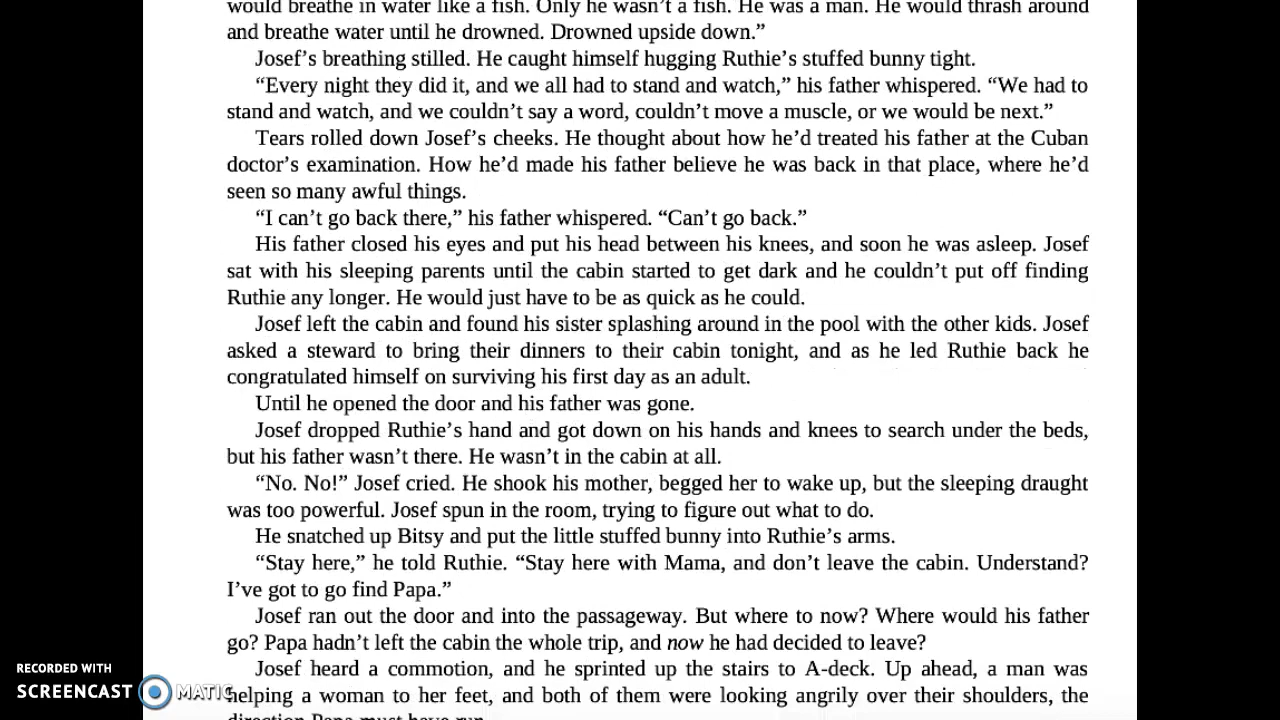 would breathe in water like a fish. Only he wasn’t a fish. He was a man. He would thrash around
and breathe water until he drowned. Drowned upside down.”
Josef’s breathing stilled. He caught himself hugging Ruthie’s stuffed bunny tight.
“Every night they did it, and we all had to stand and watch,” his father whispered. “We had to
stand and watch, and we couldn’t say a word, couldn’t move a muscle, or we would be next.”
Tears rolled down Josef’s cheeks. He thought about how he’d treated his father at the Cuban
doctor’s examination. How he’d made his father believe he was back in that place, where he’d
seen so many awful things.
“I can’t go back there,” his father whispered. “Can’t go back.”
His father closed his eyes and put his head between his knees, and soon he was asleep. Josef
sat with his sleeping parents until the cabin started to get dark and he couldn’t put off finding
Ruthie any longer. He would just have to be as quick as he could.
Josef left the cabin and found his sister splashing around in the pool with the other kids. Josef
asked a steward to bring their dinners to their cabin tonight, and as he led Ruthie back he
congratulated himself on surviving his first day as an adult.
Until he opened the door and his father was gone.
Josef dropped Ruthie’s hand and got down on his hands and knees to search under the beds,
but his father wasn’t there. He wasn’t in the cabin at all.
“No. No!” Josef cried. He shook his mother, begged her to wake up, but the sleeping draught
was too powerful. Josef spun in the room, trying to figure out what to do.
He snatched up Bitsy and put the little stuffed bunny into Ruthie’s arms.
“Stay here,” he told Ruthie. “Stay here with Mama, and don’t leave the cabin. Understand?
I’ve got to go find Papa.”
Josef ran out the door and into the passageway. But where to now? Where would his father
go? Papa hadn’t left the cabin the whole trip, and now he had decided to leave?
Josef heard a commotion, and he sprinted up the stairs to A-deck. Up ahead, a man was
helping a woman to her feet, and both of them were looking angrily over their shoulders, the
direction Papa must have run.
RECORDED WITH
SCREENCAST MATIC